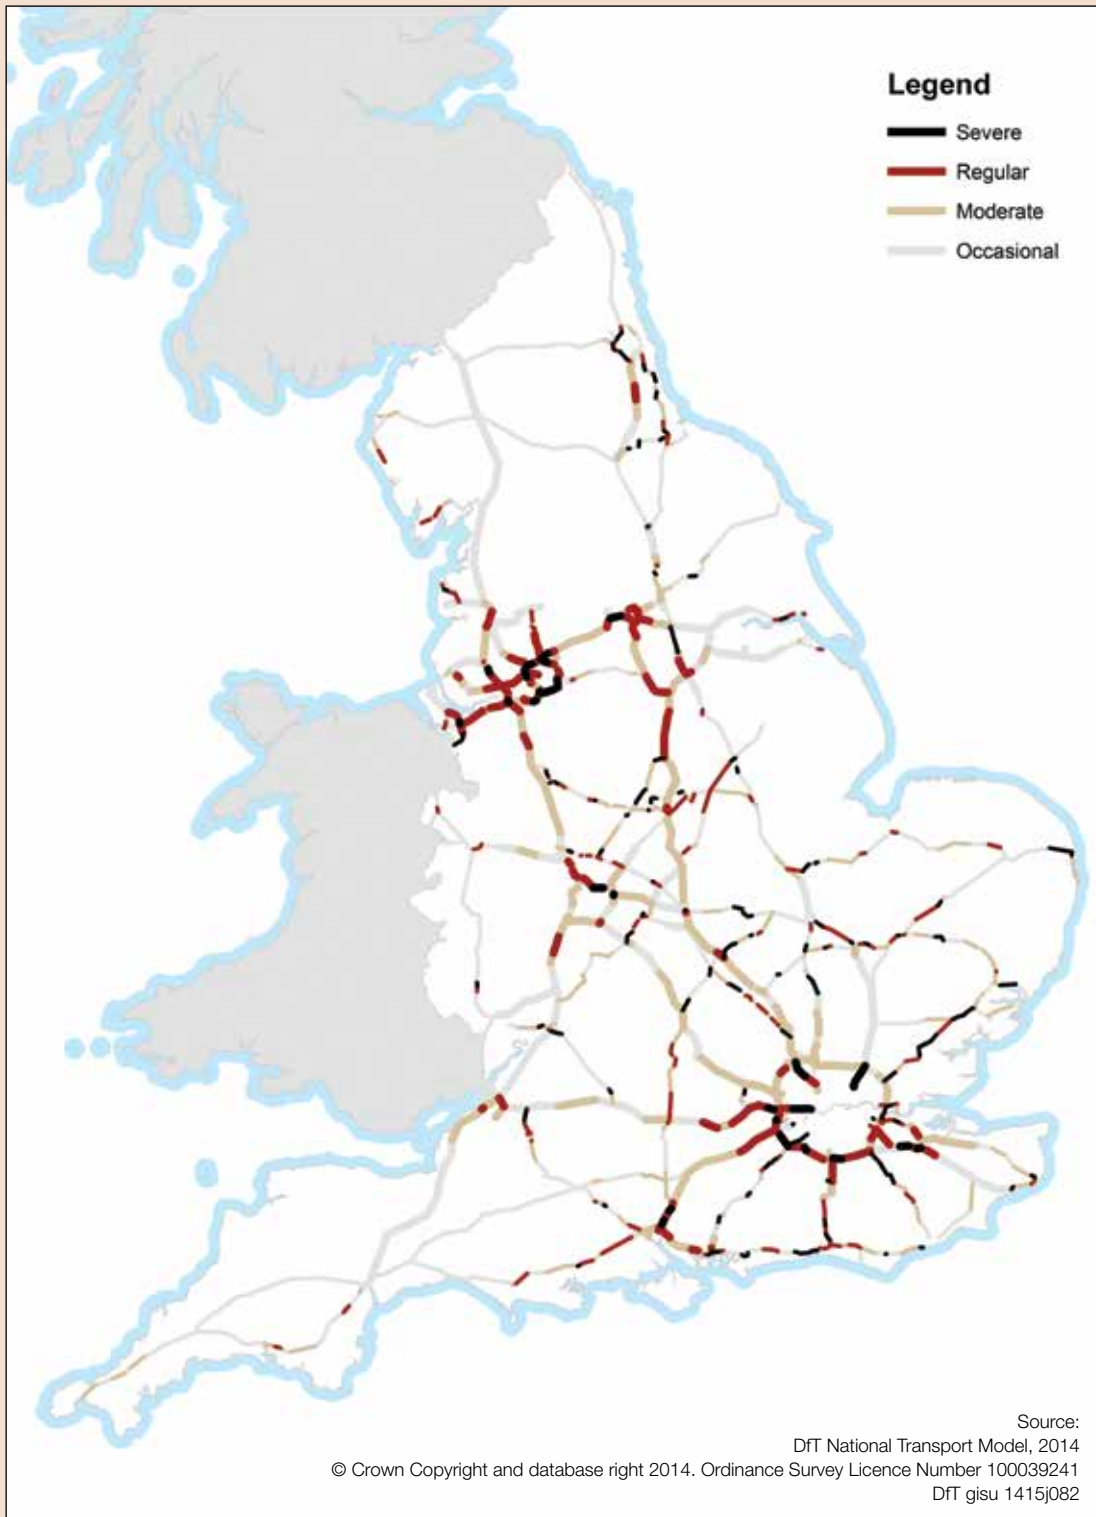 Legend
Severe
Regular
Moderate
Occasional
Source:
DfT National Transport Model, 2014
© Crown Copyright and database right 2014. Ordinance Survey Licence Number 100039241
DfT gisu 1415j082